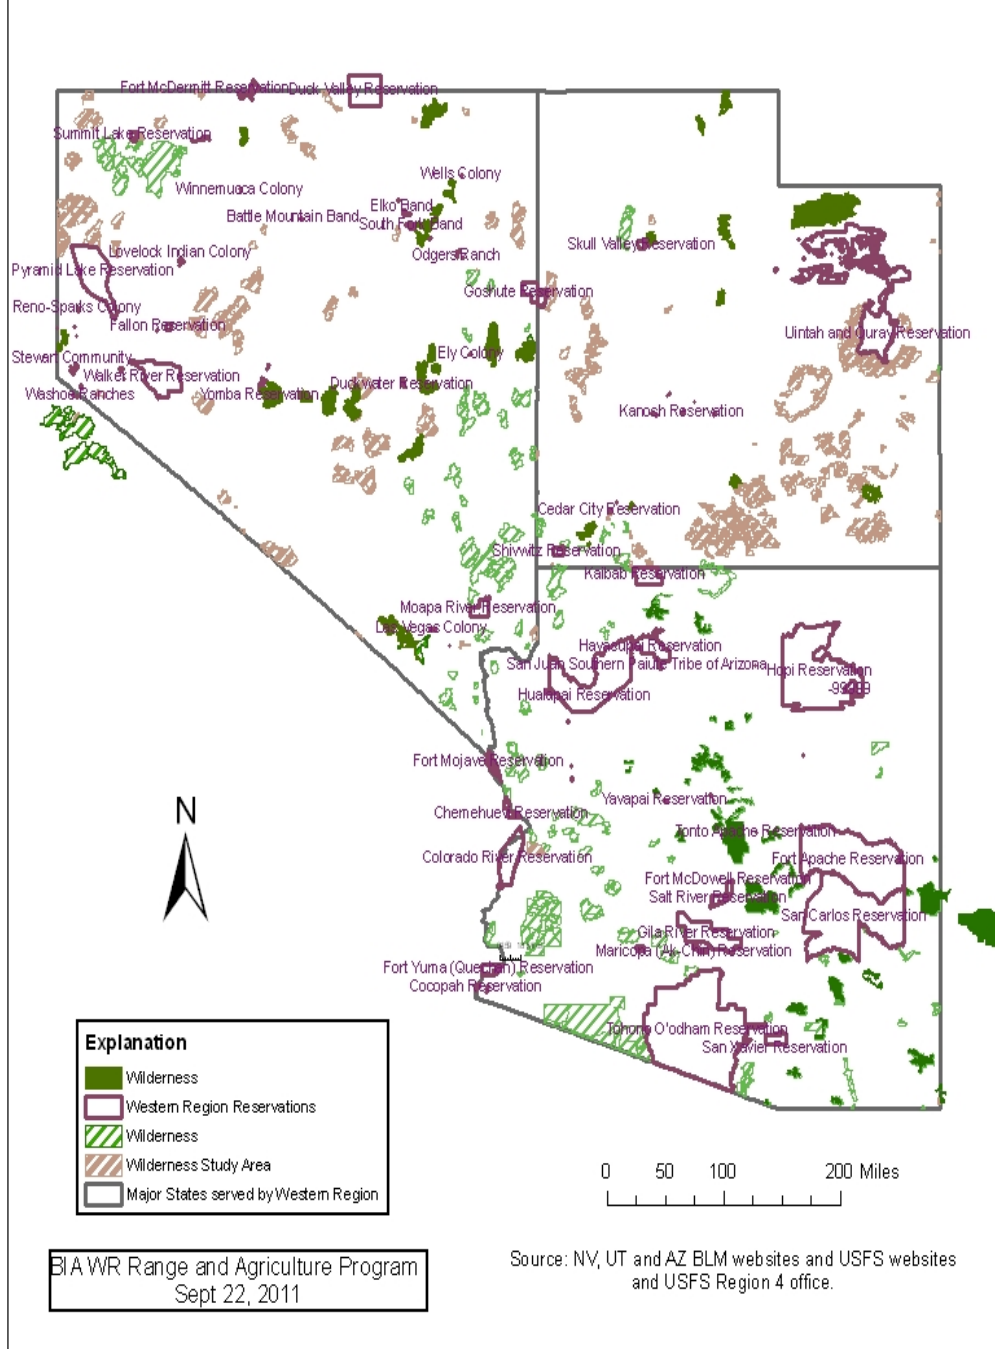 Fort McDermitt Reservation
Duck Valley Reservation
Summit Lake Reservation
Wells Colony
Winnemucca Colony
Elko Band
Battle Mountain Band
South Fork Band
Skull Valley Reservation
Lovelock Indian Colony
Odgers Ranch
Pyramid Lake Reservation
Goshute Reservation
Reno-Sparks Colony
Fallon Reservation
Uintah and Ouray Reservation
Stewart Community
Ely Colony
Walker River Reservation
Duckwater Reservation
Washoe Ranches
Yomba Reservation
Kanosh Reservation
Cedar City Reservation
Shivwitz Reservation
Kaibab Reservation
Moapa River Reservation
Las Vegas Colony
Havasupai Reservation
San Juan Southern Paiute Tribe of Arizona
Hopi Reservation
Hualapai Reservation
Fort Mojave Reservation
Yavapai Reservation
Chemehuevi Reservation
Tonto Apache Reservation
Colorado River Reservation
Fort Apache Reservation
Fort McDowell Reservation
Salt River Reservation
San Carlos Reservation
Gila River Reservation
Maricopa (Ak-Chin) Reservation
Fort Yuma (Quechan) Reservation
Cocopah Reservation
Tohono O'odham Reservation
San Xavier Reservation
N
Explanation
Wilderness
Western Region Reservations
Wilderness
Wilderness Study Area
Major States served by Western Region
0 50 100 200 Miles
BIA WR Range and Agriculture Program
Sept 22, 2011
Source: NV, UT and AZ BLM websites and USFS websites
and USFS Region 4 office.